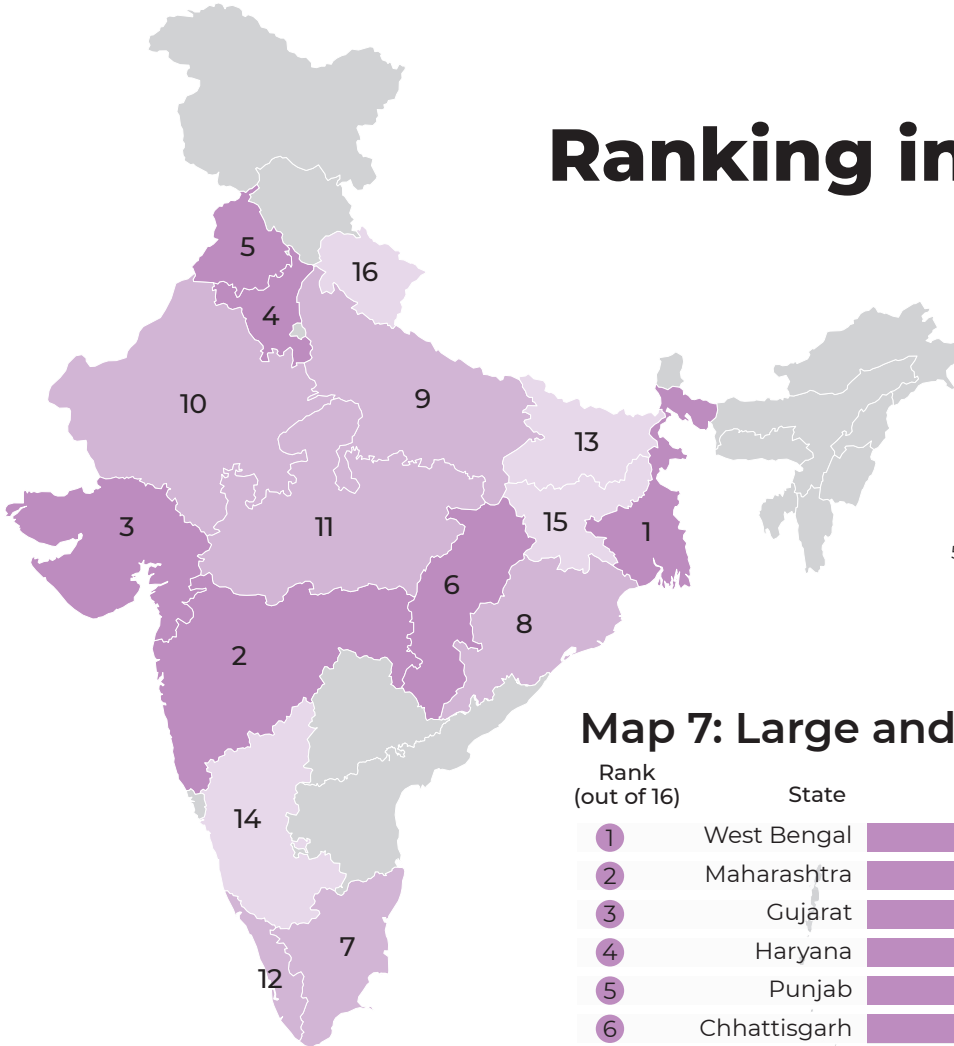 Ranking in
5
16
4
10
9
13
3
11
15
1
6
8
2
14
7
12
Map 7: Large and
Rank
(out of 16)
State
1 West Bengal
2 Maharashtra
3 Gujarat
4 Haryana
5 Punjab
6 Chhattisgarh